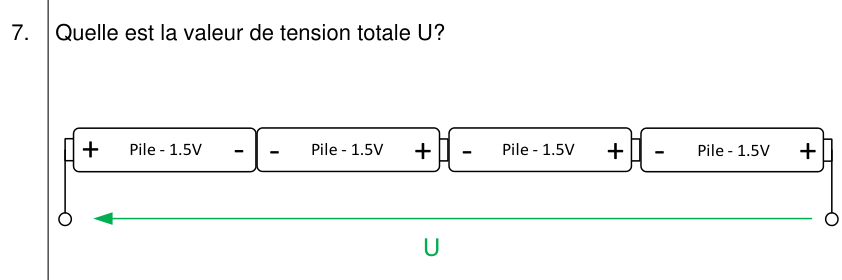 7. Quelle est la valeur de tension totale U?
+ Pile - 1.5V - - Pile - 1.5V + - Pile - 1.5V + - Pile - 1.5V +
U